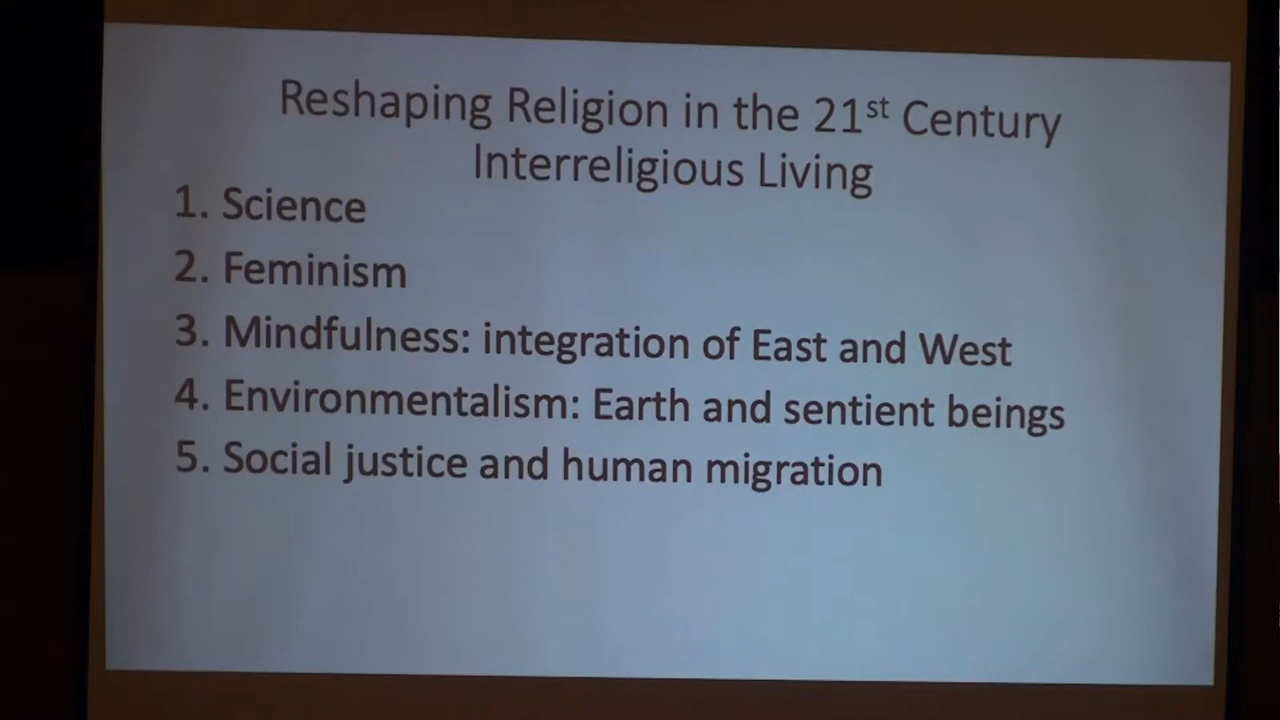 Reshaping Religion in the 21st Century
Interreligious Living
1. Science
2. Feminism
3. Mindfulness: integration of East and West
4. Environmentalism: Earth and sentient beings
5. Social justice and human migration